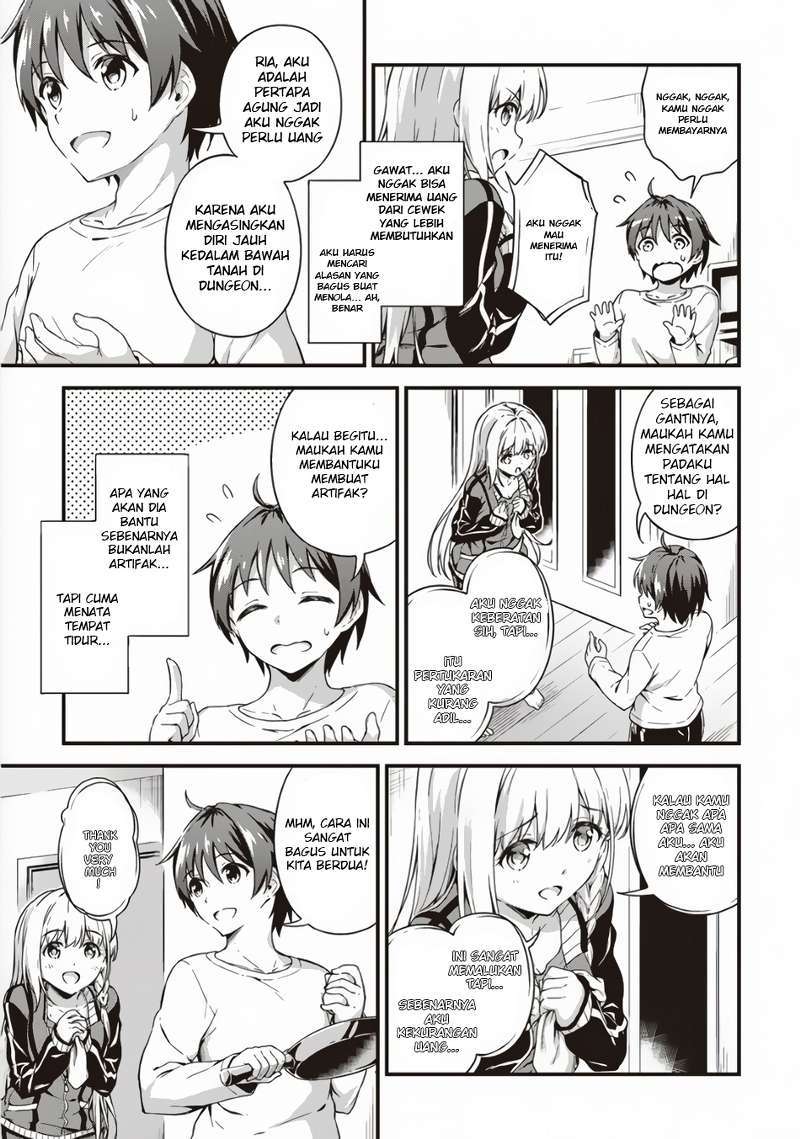 NGGAK, NGGAK,
KAMU NGGAK
PERLU
MEMBAYARNYA
AKU NGGAK
MAU
MENERIMA
ITU!
GAWAT... AKU
NGGAK BISA
MENERIMA UANG
DARI CEWEK
YANG LEBIH
MEMBUTUHKAN
AKU HARUS
MENCARI
ALASAN YANG
BAGUS BUAT
MENOLA... AH,
BENAR
RIA, AKU
ADALAH
PERTAPA
AGUNG JADI
AKU NGGAK
PERLU UANG
KARENA AKU
MENGASINGKAN
DIRI JAUH
KEDALAM BAWAH
TANAH DI
DUNGEON...
SEBAGAI
GANTINYA,
MAUKAH KAMU
MENGATAKAN
PADAKU
TENTANG HAL
HAL DI
DUNGEON?
AKU NGGAK
KEBERATAN
SIH, TAPI...
ITU
PERTUKARAN
YANG
KURANG
ADIL...
KALAU BEGITU...
MAUKAH KAMU
MEMBANTUKU
MEMBUAT
ARTIFAK?
APA YANG
AKAN DIA
BANTU
SEBENARNYA
BUKANLAH
ARTIFAK...
TAPI CUMA
MENATA
TEMPAT
TIDUR...
KALAU KAMU
NGGAK APA
APA SAMA
AKU... AKU
AKAN
MEMBANTU
INI SANGAT
MEMALUKAN
TAPI...
SEBENARNYA
AKU
KEKURANGAN
UANG...
MHM, CARA INI
SANGAT
BAGUS UNTUK
KITA BERDUA!
THANK
YOU
VERY
MUCH
!